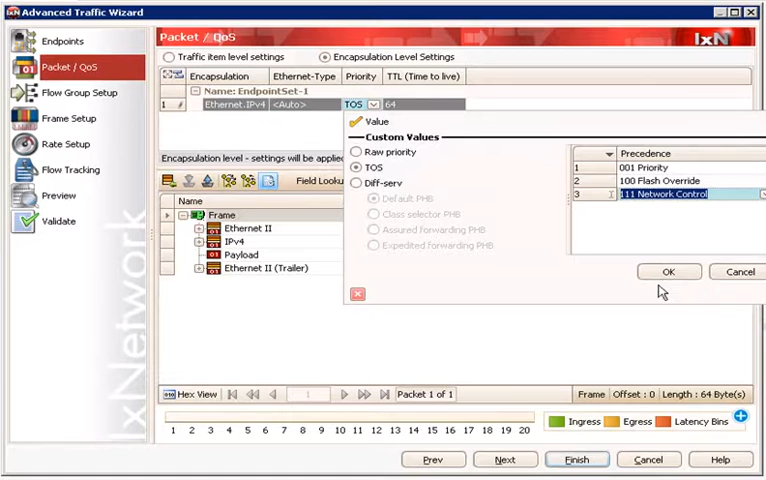 Advanced Traffic Wizard
Endpoints
Packet / QoS
Flow Group Setup
Frame Setup
Rate Setup
Flow Tracking
Preview
Validate
IxNetwork
Packet / QoS
IxN
Traffic item level settings
Encapsulation Level Settings
Encapsulation Ethernet-Type Priority TTL (Time to live)
Name: EndpointSet-1
1 Ethernet.IPv4 <Auto> TOS 64
Encapsulation level - settings will be applie
Field Looku
Name
Frame
Ethernet II
IPv4
Payload
Ethernet II (Trailer)
Value
Custom Values
Raw priority
TOS
Diff-serv
Default PHB
Class selector PHB
Assured forwarding PHB
Expedited forwarding PHB
Precedence
1 001 Priority
2 100 Flash Override
3 111 Network Control
OK Cancel
Hex View 1 Packet 1 of 1 Frame Offset : 0 Length : 64 Byte(s)
1 2 3 4 5 6 7 8 9 10 11 12 13 14 15 16 17 18 19 20
Ingress Egress Latency Bins
Prev Next Finish Cancel Help